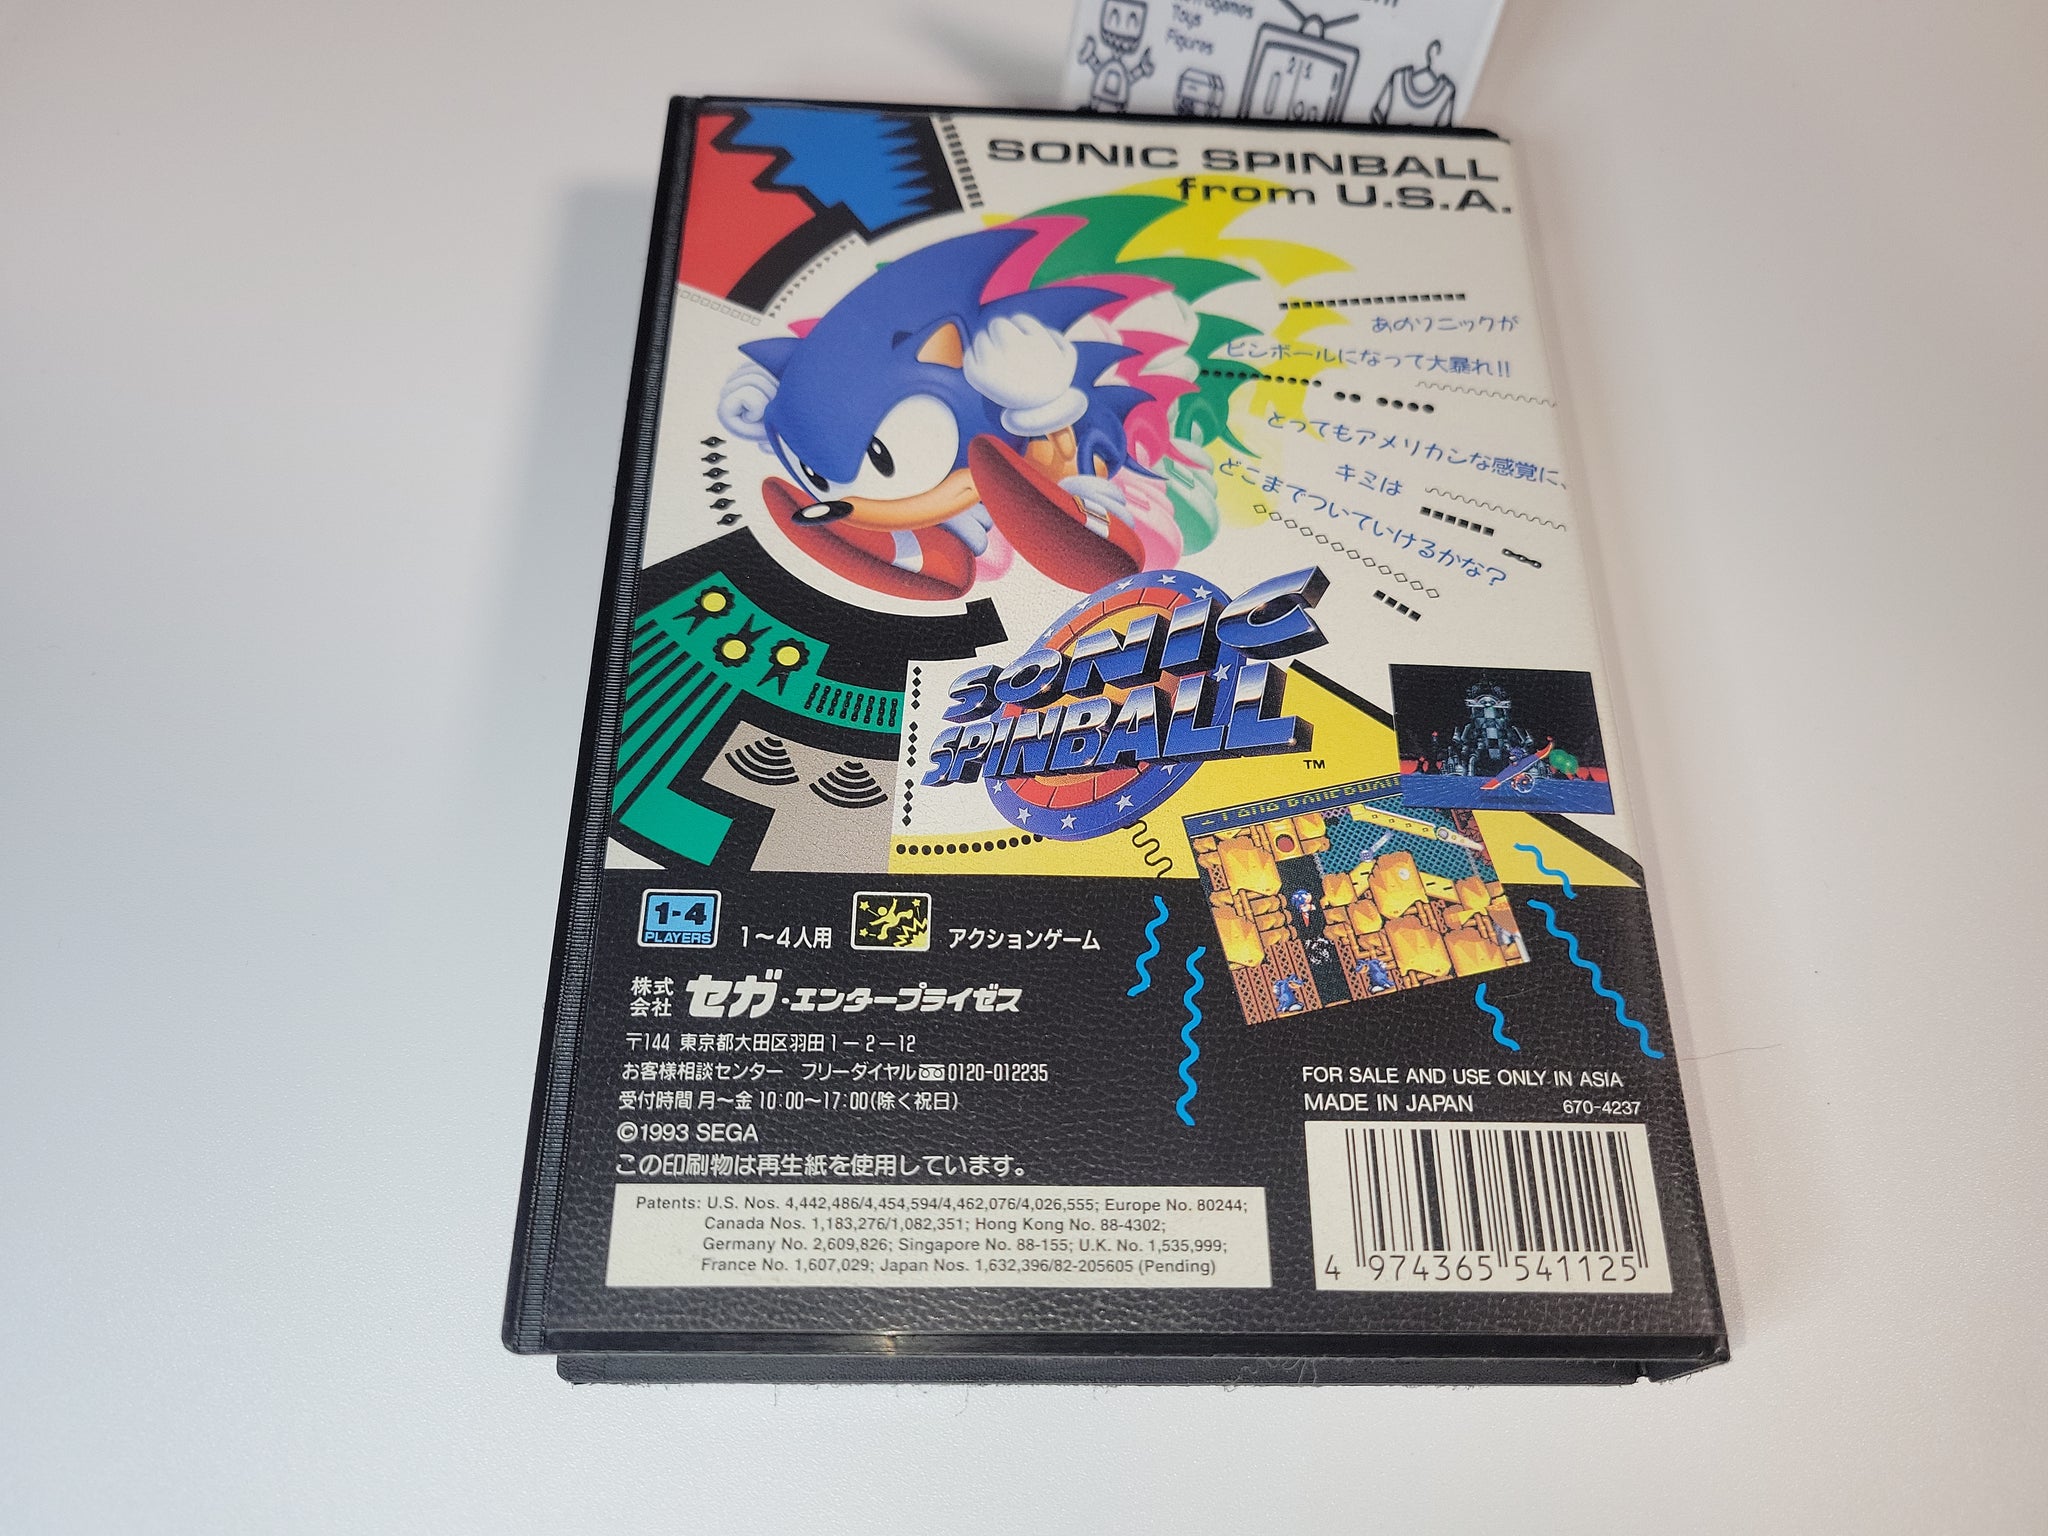 Toys
Figures
SONIC SPINBALL
from U.S.A.
あのソニックが
ピンボールになって大暴れ!!
とってもアメリカンな感覚に、
キミは
どこまでついていけるかな?
SONIC
SPINBALL
TM
1-4
PLAYERS
1〜4人用
アクションゲーム
株式会社 セガ・エンタープライゼス
〒144 東京都大田区羽田1−2−12
お客様相談センター フリーダイヤル 0120-012235
受付時間 月〜金 10:00〜17:00(除く祝日)
©1993 SEGA
この印刷物は再生紙を使用しています。
FOR SALE AND USE ONLY IN ASIA
MADE IN JAPAN 670-4237
Patents: U.S. Nos. 4,442,486/4,454,594/4,462,076/4,026,555; Europe No. 80244;
Canada Nos. 1,183,276/1,082,351; Hong Kong No. 88-4302;
Germany No. 2,609,826; Singapore No. 88-155; U.K. No. 1,535,999;
France No. 1,607,029; Japan Nos. 1,632,396/82-205605 (Pending)
4 974365 541125